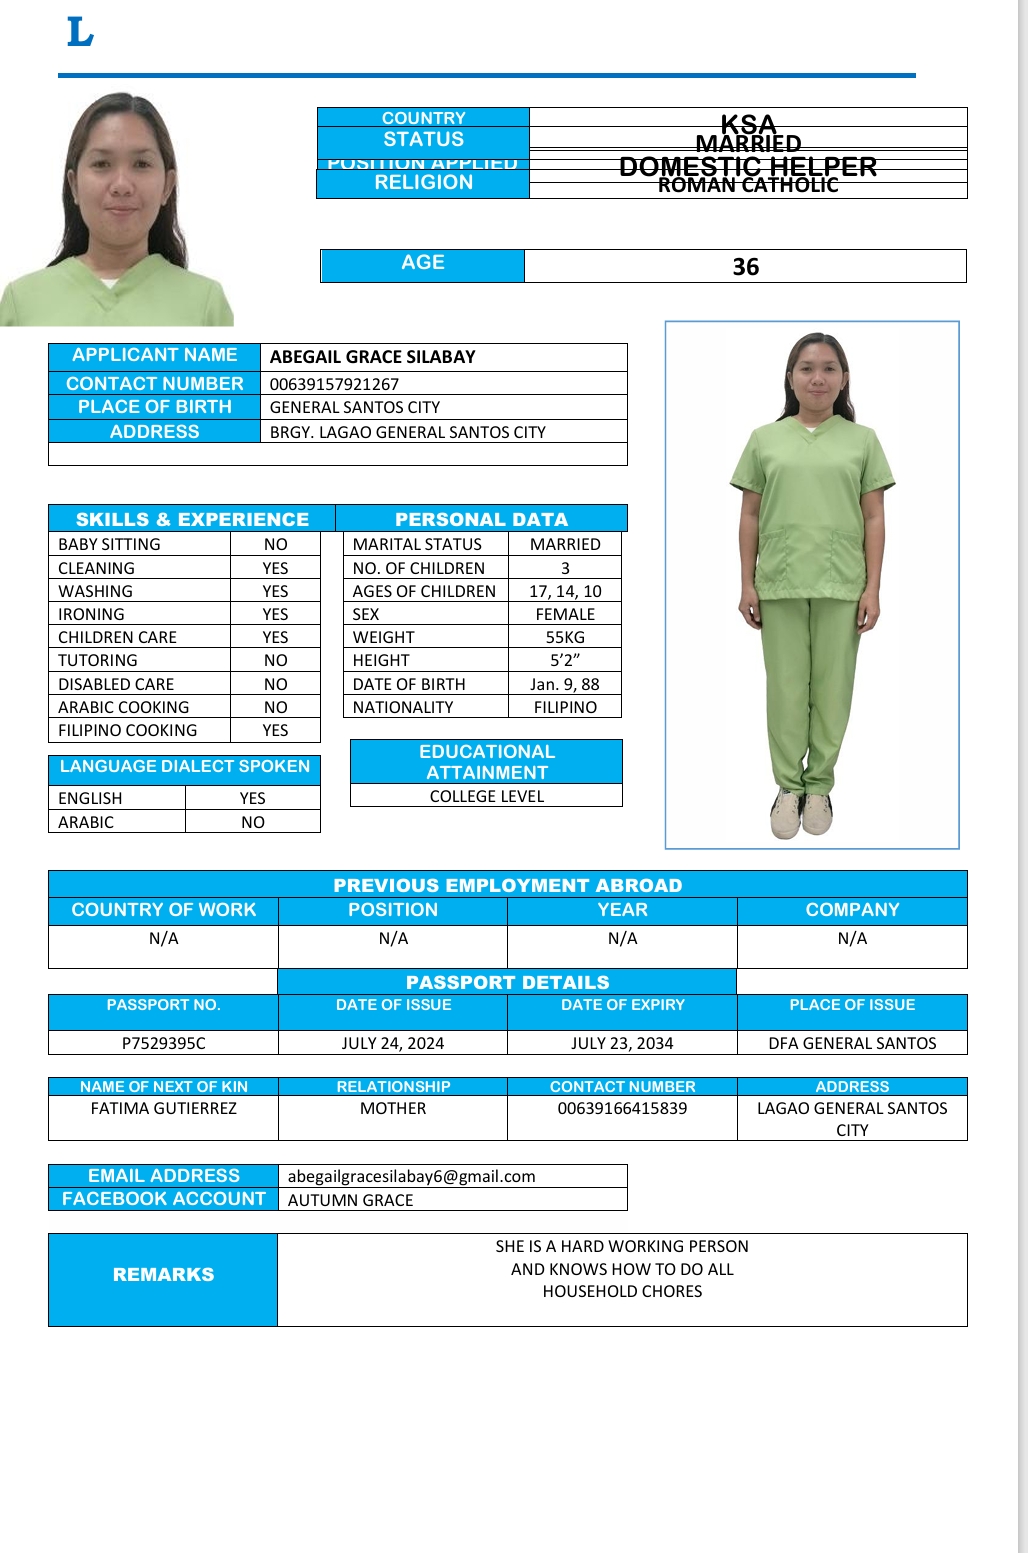 L
COUNTRY KSA
STATUS MARRIED
POSITION APPLIED DOMESTIC HELPER
RELIGION ROMAN CATHOLIC
AGE 36
APPLICANT NAME ABEGAIL GRACE SILABAY
CONTACT NUMBER 00639157921267
PLACE OF BIRTH GENERAL SANTOS CITY
ADDRESS BRGY. LAGAO GENERAL SANTOS CITY
SKILLS & EXPERIENCE
BABY SITTING NO
CLEANING YES
WASHING YES
IRONING YES
CHILDREN CARE YES
TUTORING NO
DISABLED CARE NO
ARABIC COOKING NO
FILIPINO COOKING YES
LANGUAGE DIALECT SPOKEN
ENGLISH YES
ARABIC NO
PERSONAL DATA
MARITAL STATUS MARRIED
NO. OF CHILDREN 3
AGES OF CHILDREN 17, 14, 10
SEX FEMALE
WEIGHT 55KG
HEIGHT 5’2”
DATE OF BIRTH Jan. 9, 88
NATIONALITY FILIPINO
EDUCATIONAL
ATTAINMENT
COLLEGE LEVEL
PREVIOUS EMPLOYMENT ABROAD
COUNTRY OF WORK POSITION YEAR COMPANY
N/A N/A N/A N/A
PASSPORT DETAILS
PASSPORT NO. DATE OF ISSUE DATE OF EXPIRY PLACE OF ISSUE
P7529395C JULY 24, 2024 JULY 23, 2034 DFA GENERAL SANTOS
NAME OF NEXT OF KIN RELATIONSHIP CONTACT NUMBER ADDRESS
FATIMA GUTIERREZ MOTHER 00639166415839 LAGAO GENERAL SANTOS
CITY
EMAIL ADDRESS abegailgracesilabay6@gmail.com
FACEBOOK ACCOUNT AUTUMN GRACE
REMARKS
SHE IS A HARD WORKING PERSON
AND KNOWS HOW TO DO ALL
HOUSEHOLD CHORES